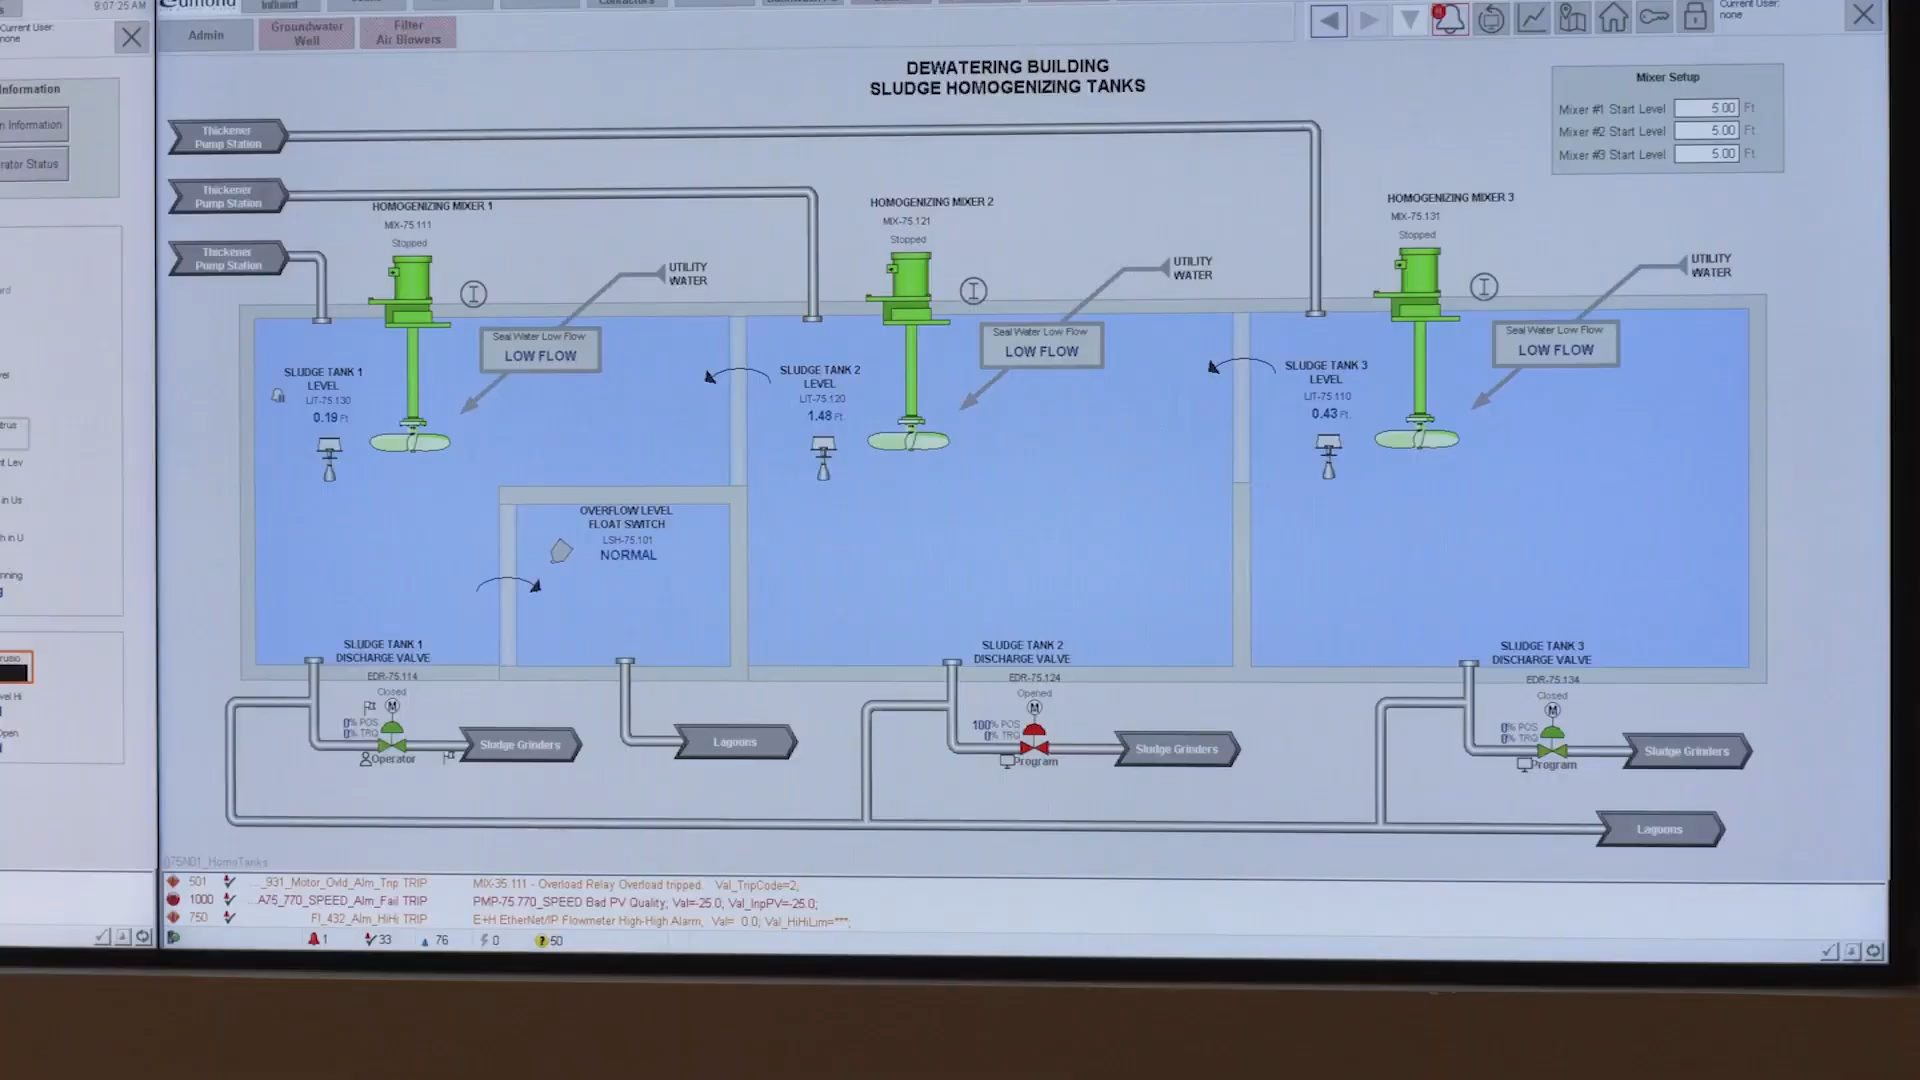 9:07:25 AM
Current User:
none
Information
n Information
rator Status
Influent
Contractors
Admin
Groundwater
Well
Filter
Air Blowers
Current User:
none
DEWATERING BUILDING
SLUDGE HOMOGENIZING TANKS
Mixer Setup
Mixer #1 Start Level 5.00 Ft
Mixer #2 Start Level 5.00 Ft
Mixer #3 Start Level 5.00 Ft
Thickener
Pump Station
Thickener
Pump Station
Thickener
Pump Station
HOMOGENIZING MIXER 1
MIX-75.111
Stopped
HOMOGENIZING MIXER 2
MIX-75.121
Stopped
HOMOGENIZING MIXER 3
MIX-75.131
Stopped
UTILITY
WATER
UTILITY
WATER
UTILITY
WATER
Seal Water Low Flow
LOW FLOW
Seal Water Low Flow
LOW FLOW
Seal Water Low Flow
LOW FLOW
SLUDGE TANK 1
LEVEL
LIT-75.130
0.19 Ft
SLUDGE TANK 2
LEVEL
LIT-75.120
1.48 Ft.
SLUDGE TANK 3
LEVEL
LIT-75.110
0.43 Ft.
OVERFLOW LEVEL
FLOAT SWITCH
LSH-75.101
NORMAL
SLUDGE TANK 1
DISCHARGE VALVE
EDR-75.114
Closed
M
0% POS
0% TRQ
Operator
Sludge Grinders
Lagoons
SLUDGE TANK 2
DISCHARGE VALVE
EDR-75.124
Opened
M
100% POS
0% TRQ
Program
Sludge Grinders
SLUDGE TANK 3
DISCHARGE VALVE
EDR-75.134
Closed
M
0% POS
0% TRQ
Program
Sludge Grinders
Lagoons
075N01_HomoTanks
501 ..._931_Motor_Ovld_Alm_Trip TRIP MIX-35.111 - Overload Relay Overload tripped. Val_TripCode=2,
1000 ...A75_770_SPEED_Alm_Fail TRIP PMP-75.770_SPEED Bad PV Quality; Val=-25.0, Val_InpPV=-25.0;
750 FI_432_Alm_HiHi TRIP E+H EtherNet/IP Flowmeter High-High Alarm, Val= 0.0; Val_HiHiLim=***;
1 33 76 0 50